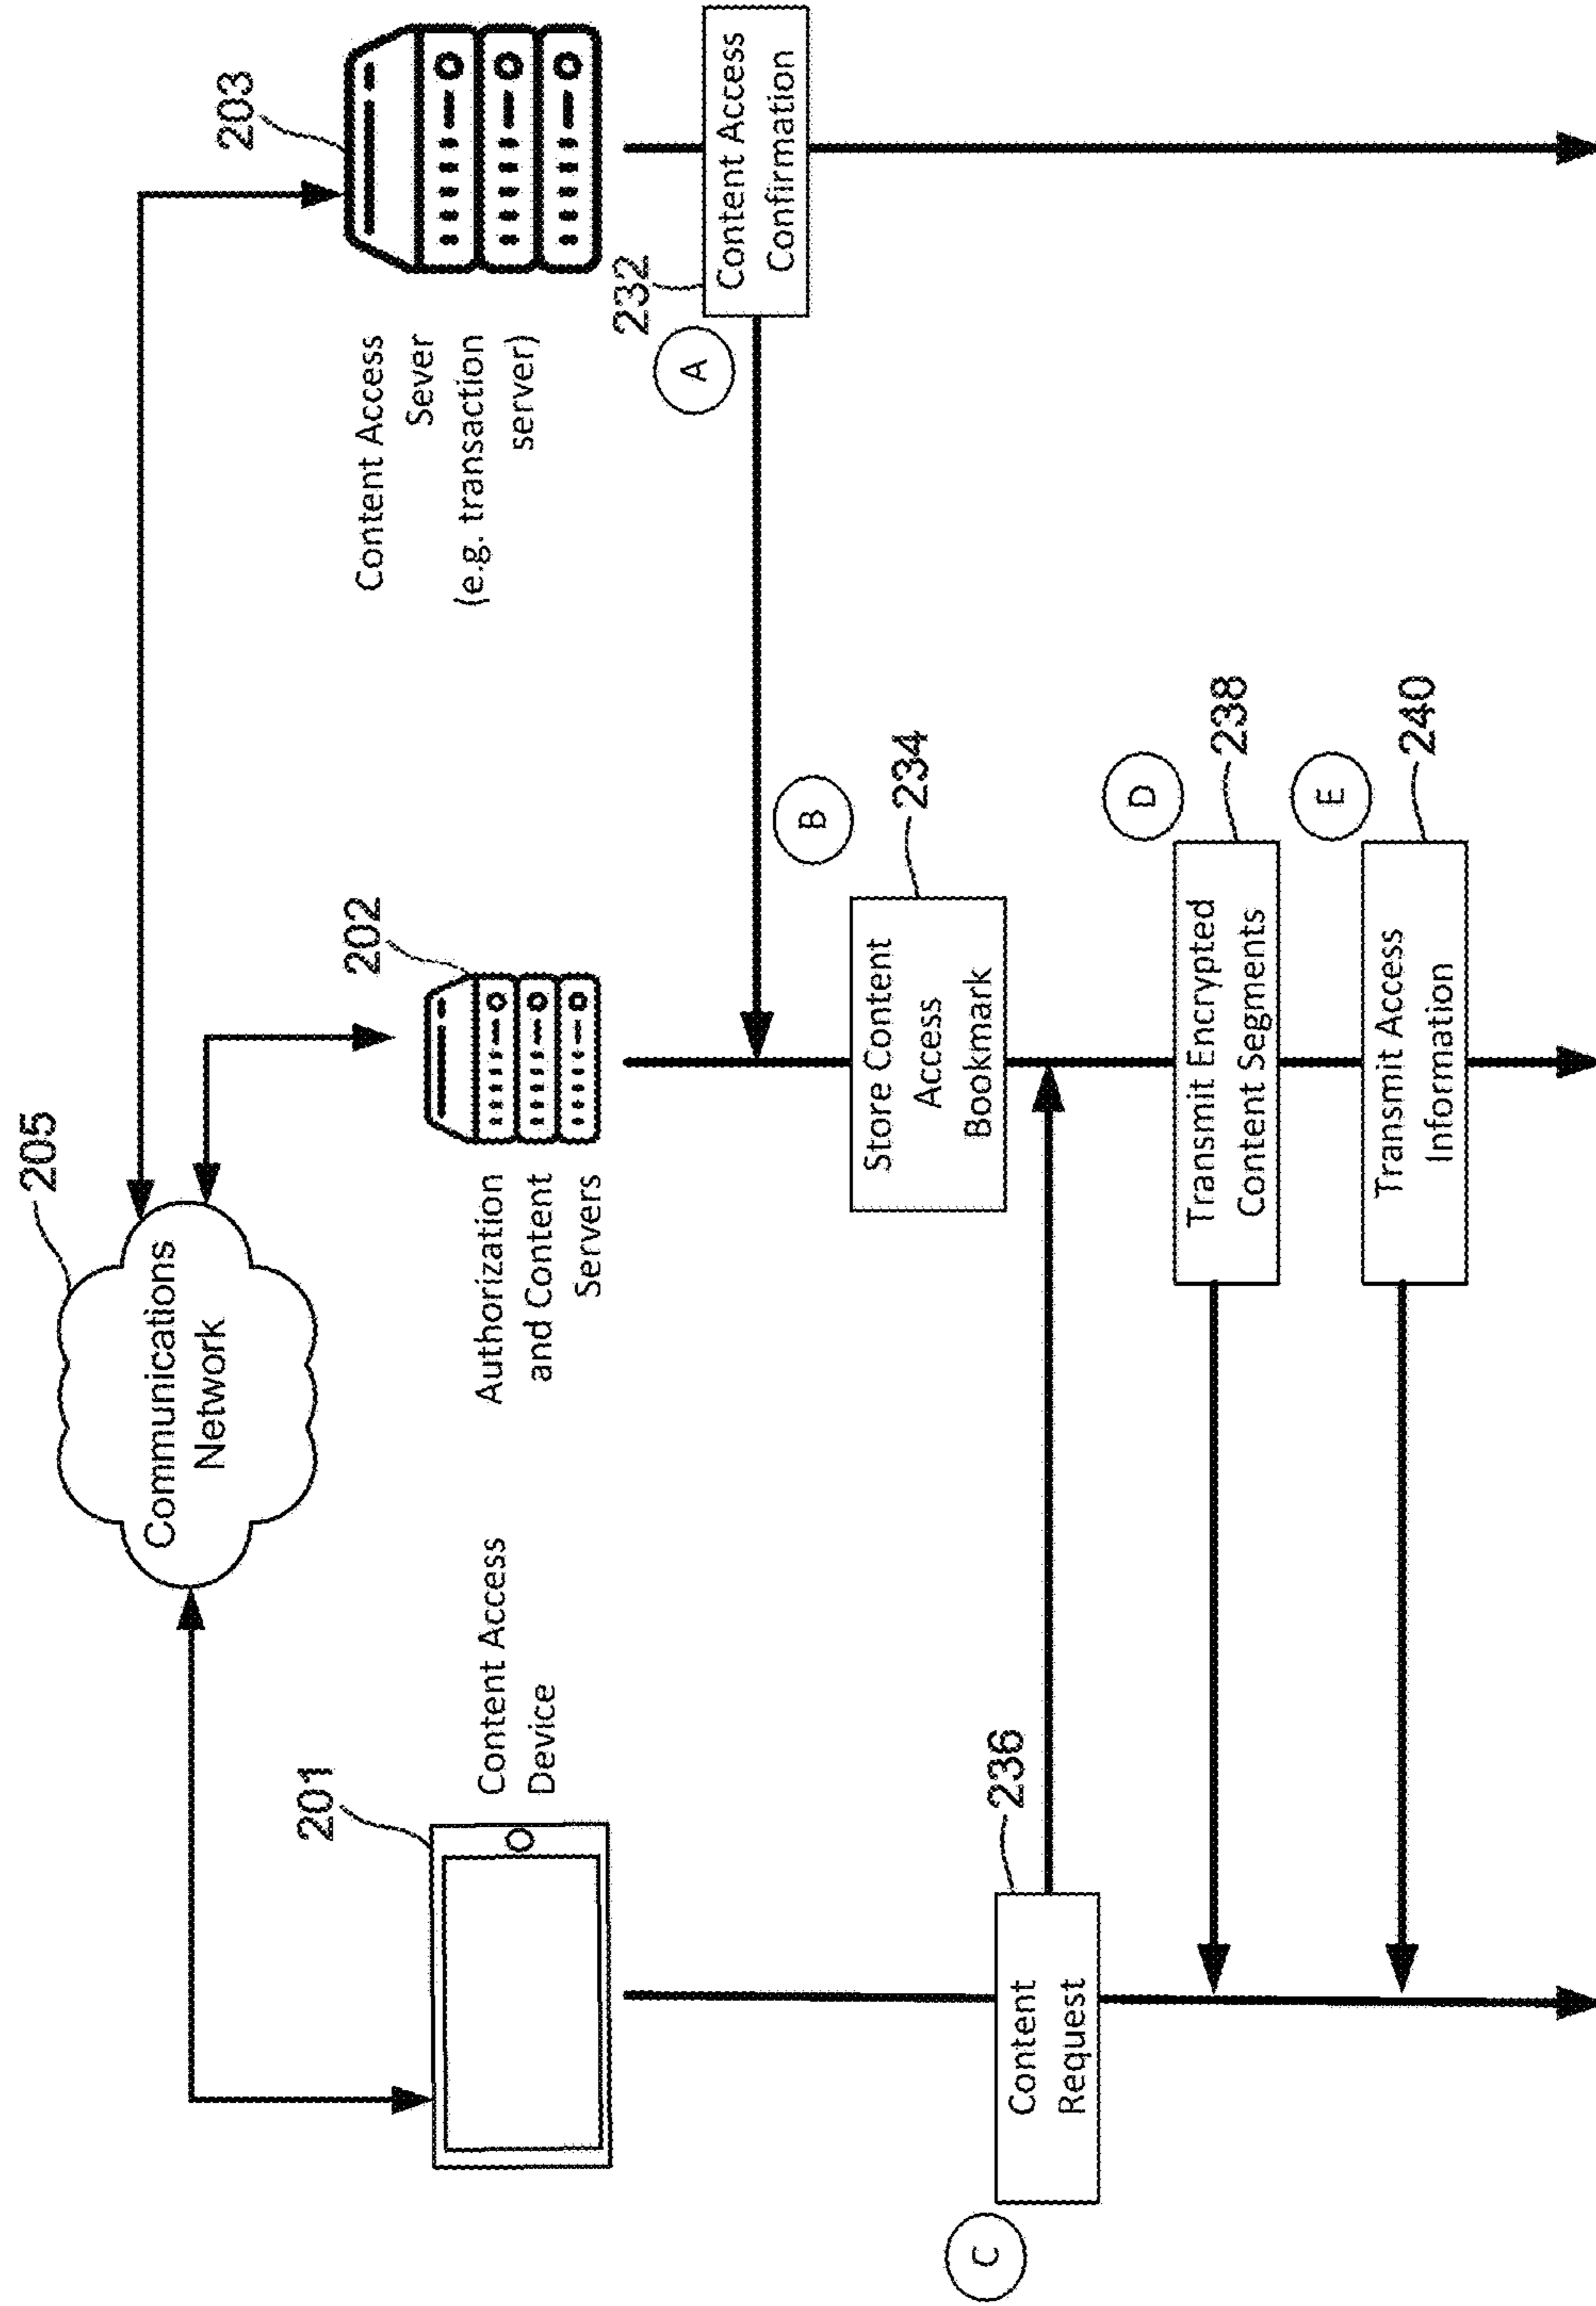 205
Communications
Network
201
Content Access
Device
202
Authorization
and Content
Servers
203
Content Access
Sever
(e.g. transaction
server)
232
Content Access
Confirmation
A
B
234
Store Content
Access
Bookmark
C
236
Content
Request
D
238
Transmit Encrypted
Content Segments
E
240
Transmit Access
Information